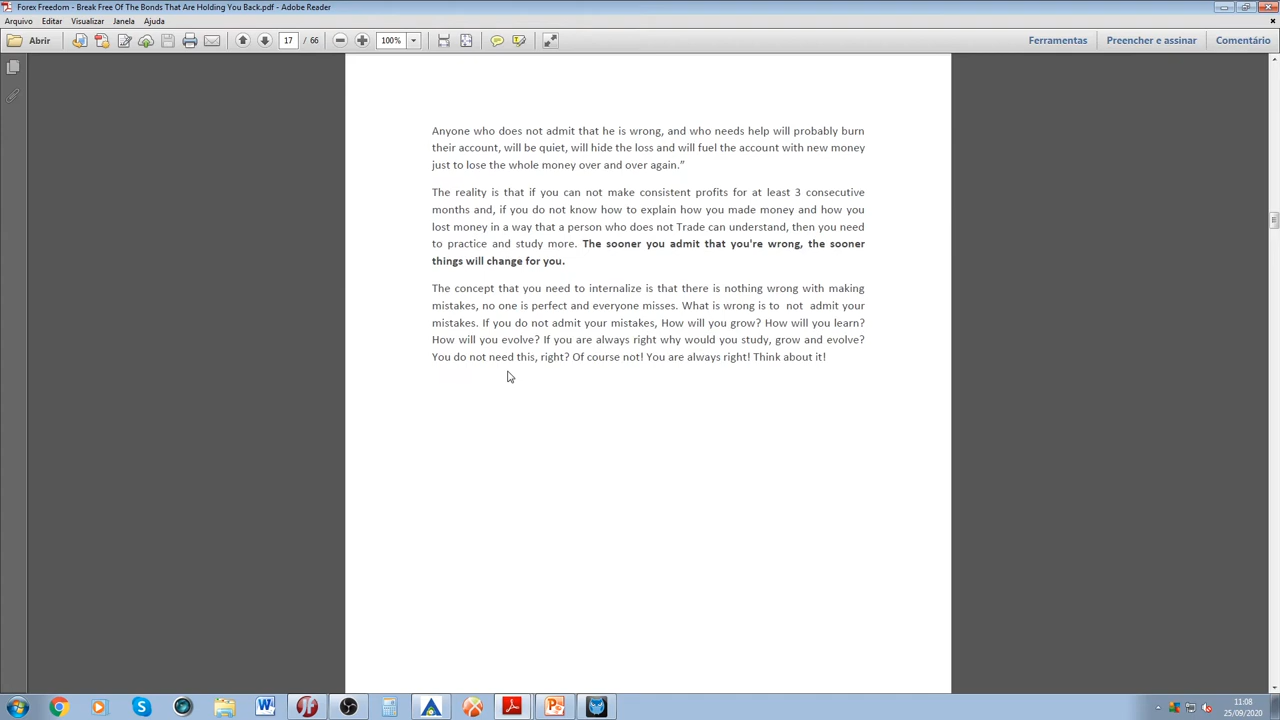 Forex Freedom - Break Free Of The Bonds That Are Holding You Back.pdf - Adobe Reader
Arquivo Editar Visualizar Janela Ajuda
Abrir 17 / 66 100% Ferramentas Preencher e assinar Comentário
Anyone who does not admit that he is wrong, and who needs help will probably burn
their account, will be quiet, will hide the loss and will fuel the account with new money
just to lose the whole money over and over again.”
The reality is that if you can not make consistent profits for at least 3 consecutive
months and, if you do not know how to explain how you made money and how you
lost money in a way that a person who does not Trade can understand, then you need
to practice and study more. The sooner you admit that you're wrong, the sooner
things will change for you.
The concept that you need to internalize is that there is nothing wrong with making
mistakes, no one is perfect and everyone misses. What is wrong is to not admit your
mistakes. If you do not admit your mistakes, How will you grow? How will you learn?
How will you evolve? If you are always right why would you study, grow and evolve?
You do not need this, right? Of course not! You are always right! Think about it!
11:08
25/09/2020